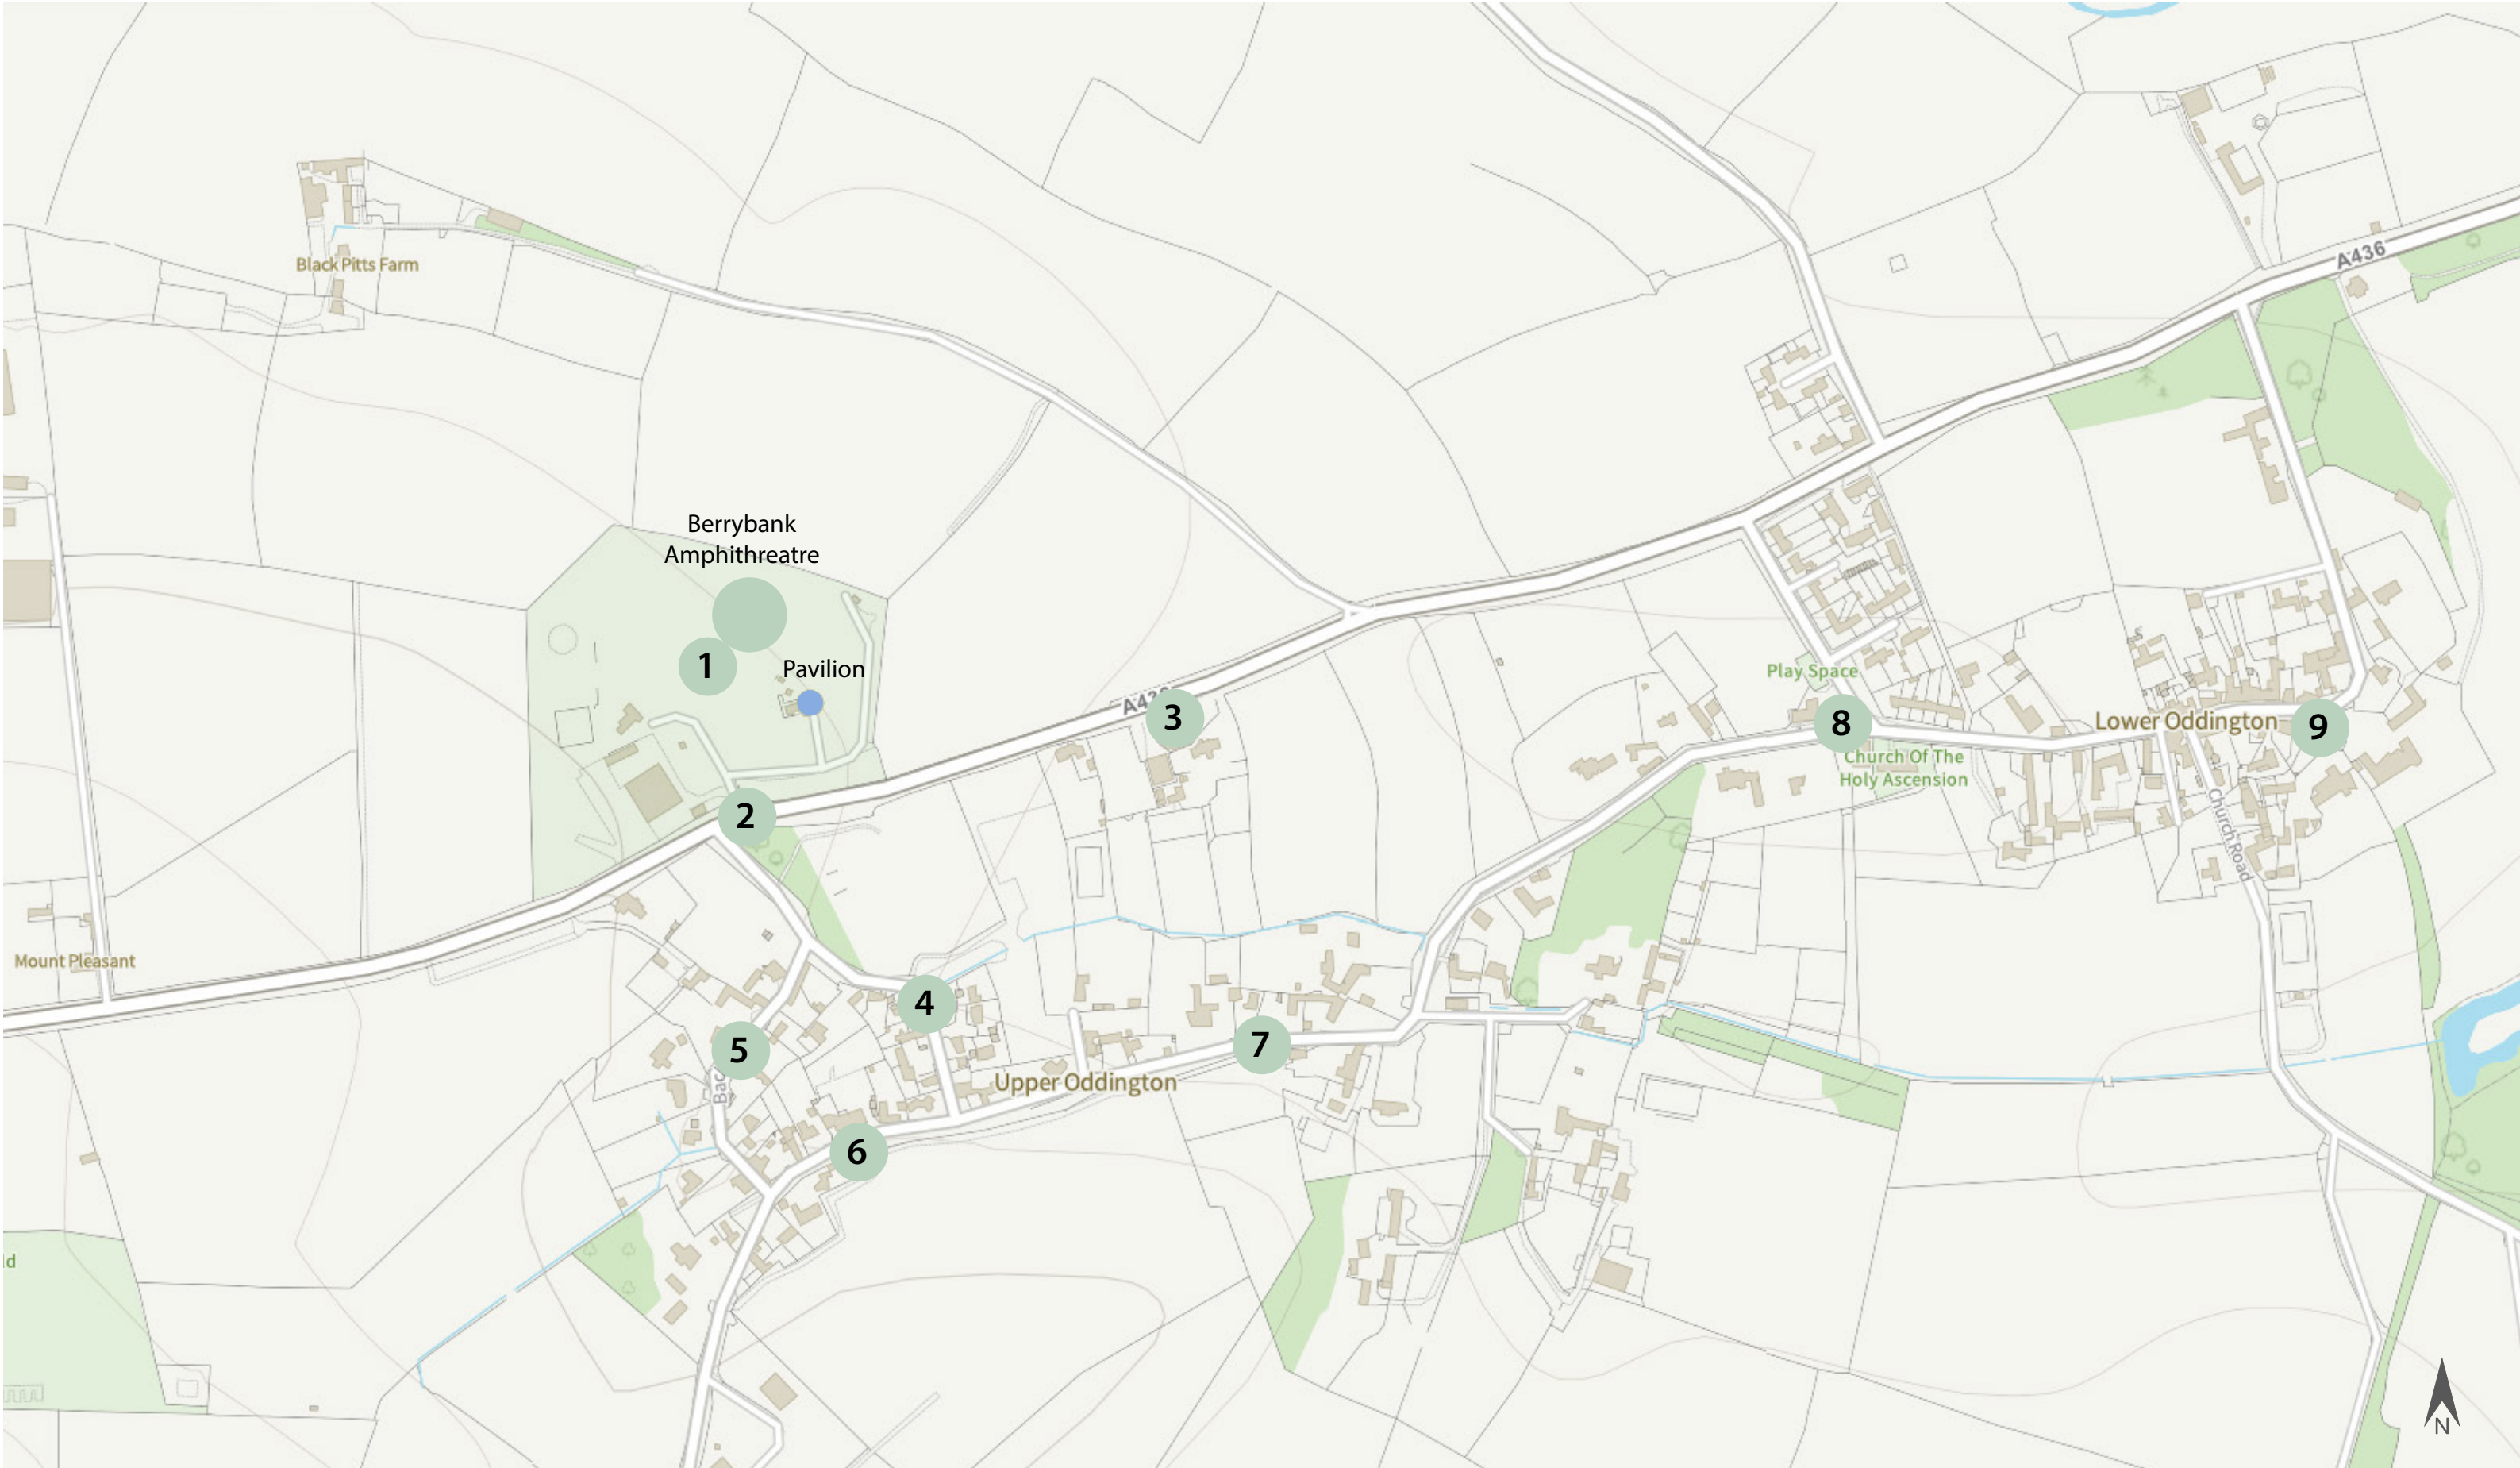 A436
Black Pitts Farm
Berrybank
Amphithreatre
1
Pavilion
Play Space
3
8
Lower Oddington
9
Church Of The
Holy Ascension
2
Church Road
Mount Pleasant
4
5
7
Upper Oddington
6
N